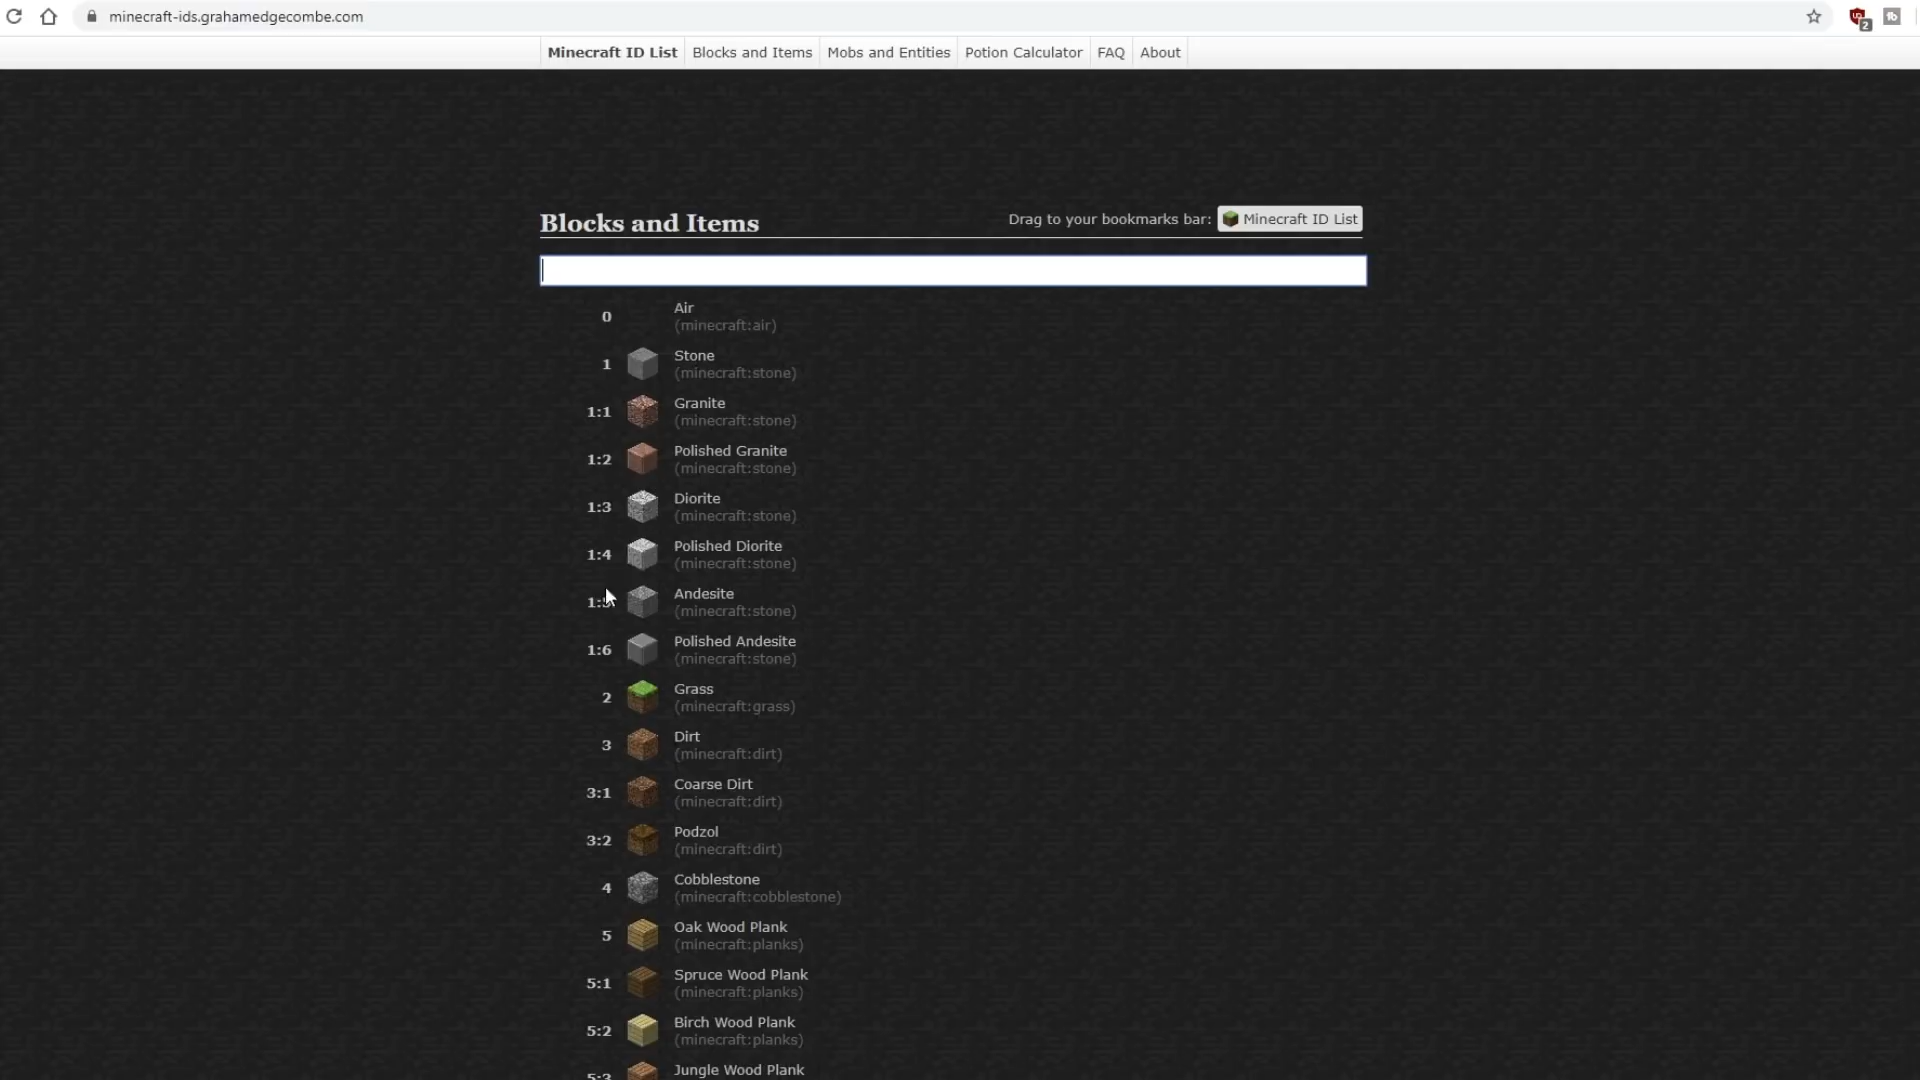 minecraft-ids.grahamedgecombe.com
2
Minecraft ID List Blocks and Items Mobs and Entities Potion Calculator FAQ About
Blocks and Items
Drag to your bookmarks bar: Minecraft ID List
0 Air
(minecraft:air)
1 Stone
(minecraft:stone)
1:1 Granite
(minecraft:stone)
1:2 Polished Granite
(minecraft:stone)
1:3 Diorite
(minecraft:stone)
1:4 Polished Diorite
(minecraft:stone)
Andesite
(minecraft:stone)
1:6 Polished Andesite
(minecraft:stone)
2 Grass
(minecraft:grass)
3 Dirt
(minecraft:dirt)
3:1 Coarse Dirt
(minecraft:dirt)
3:2 Podzol
(minecraft:dirt)
4 Cobblestone
(minecraft:cobblestone)
5 Oak Wood Plank
(minecraft:planks)
5:1 Spruce Wood Plank
(minecraft:planks)
5:2 Birch Wood Plank
(minecraft:planks)
5:3 Jungle Wood Plank